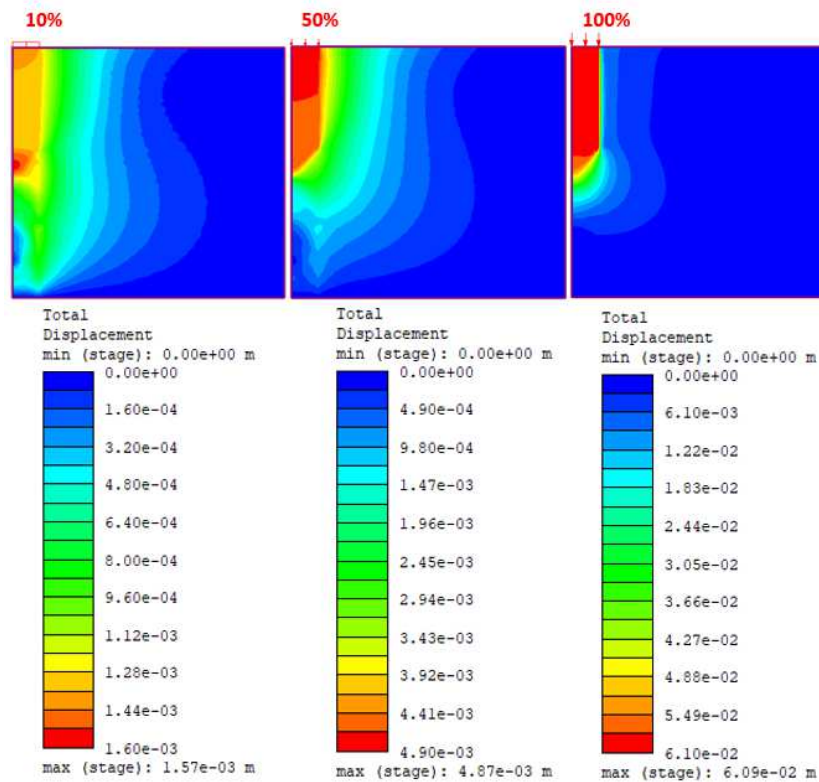 10%
50%
100%
Total
Displacement
min (stage): 0.00e+00 m
0.00e+00
1.60e-04
3.20e-04
4.80e-04
6.40e-04
8.00e-04
9.60e-04
1.12e-03
1.28e-03
1.44e-03
1.60e-03
max (stage): 1.57e-03 m
Total
Displacement
min (stage): 0.00e+00 m
0.00e+00
4.90e-04
9.80e-04
1.47e-03
1.96e-03
2.45e-03
2.94e-03
3.43e-03
3.92e-03
4.41e-03
4.90e-03
max (stage): 4.87e-03 m
Total
Displacement
min (stage): 0.00e+00 m
0.00e+00
6.10e-03
1.22e-02
1.83e-02
2.44e-02
3.05e-02
3.66e-02
4.27e-02
4.88e-02
5.49e-02
6.10e-02
max (stage): 6.09e-02 m